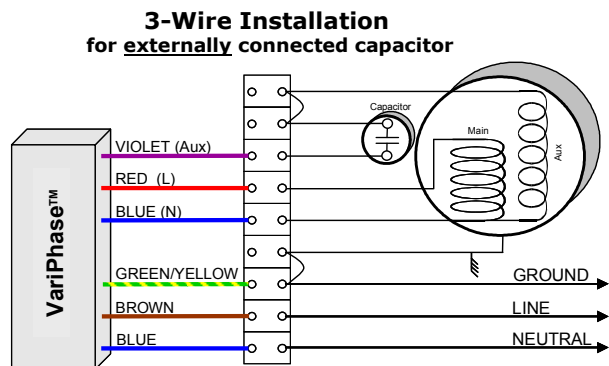 3-Wire Installation
for externally connected capacitor
Capacitor
Main
Aux
VariPhase™
VIOLET (Aux)
RED (L)
BLUE (N)
GREEN/YELLOW
BROWN
BLUE
GROUND
LINE
NEUTRAL